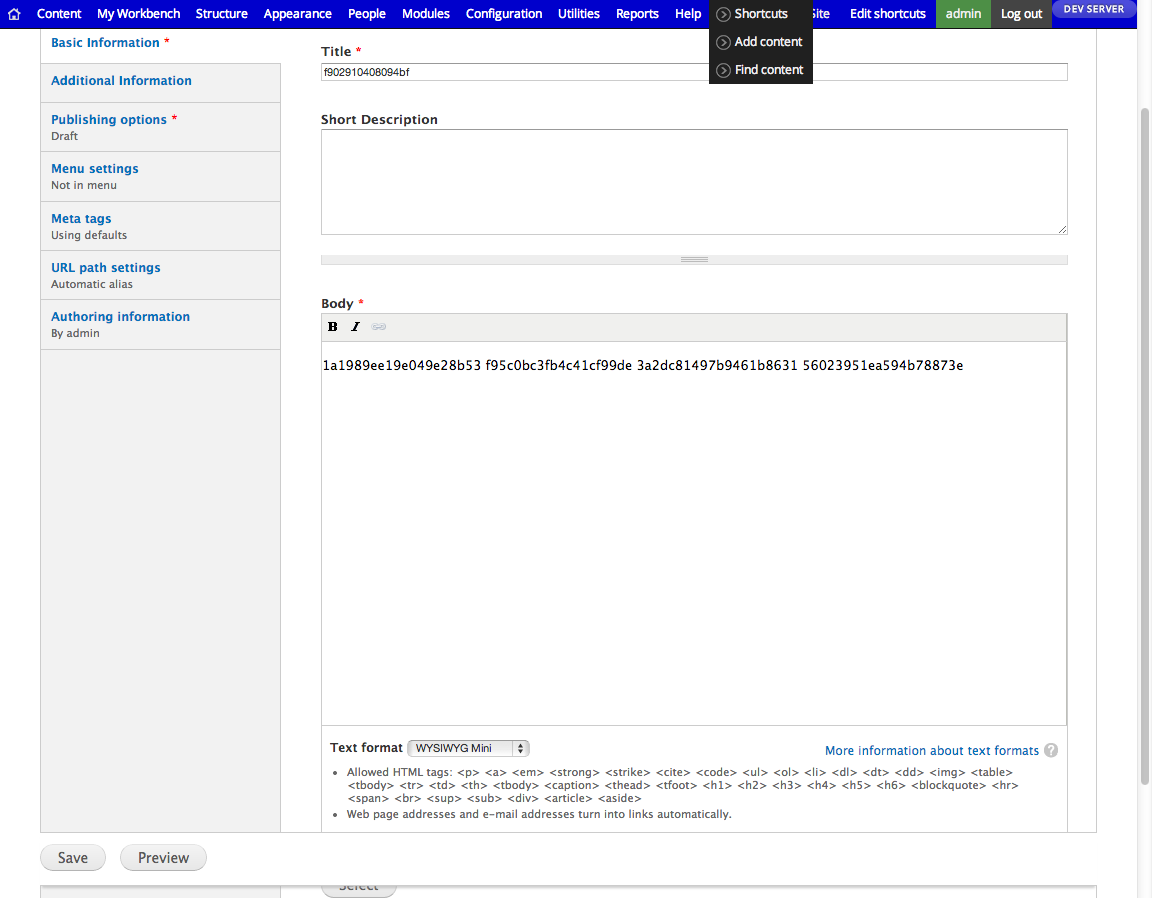 Content My Workbench Structure Appearance People Modules Configuration Utilities Reports Help Shortcuts Site Edit shortcuts admin Log out DEV SERVER
Add content
Find content
Basic Information *
Additional Information
Publishing options *
Draft
Menu settings
Not in menu
Meta tags
Using defaults
URL path settings
Automatic alias
Authoring information
By admin
Title *
f902910408094bf
Short Description
Body *
B I
1a1989ee19e049e28b53 f95c0bc3fb4c41cf99de 3a2dc81497b9461b8631 56023951ea594b78873e
Text format WYSIWYG Mini
More information about text formats ?
• Allowed HTML tags: <p> <a> <em> <strong> <strike> <cite> <code> <ul> <ol> <li> <dl> <dt> <dd> <img> <table>
<tbody> <tr> <td> <th> <tbody> <caption> <thead> <tfoot> <h1> <h2> <h3> <h4> <h5> <h6> <blockquote> <hr>
<span> <br> <sup> <sub> <div> <article> <aside>
• Web page addresses and e-mail addresses turn into links automatically.
Save Preview
Select